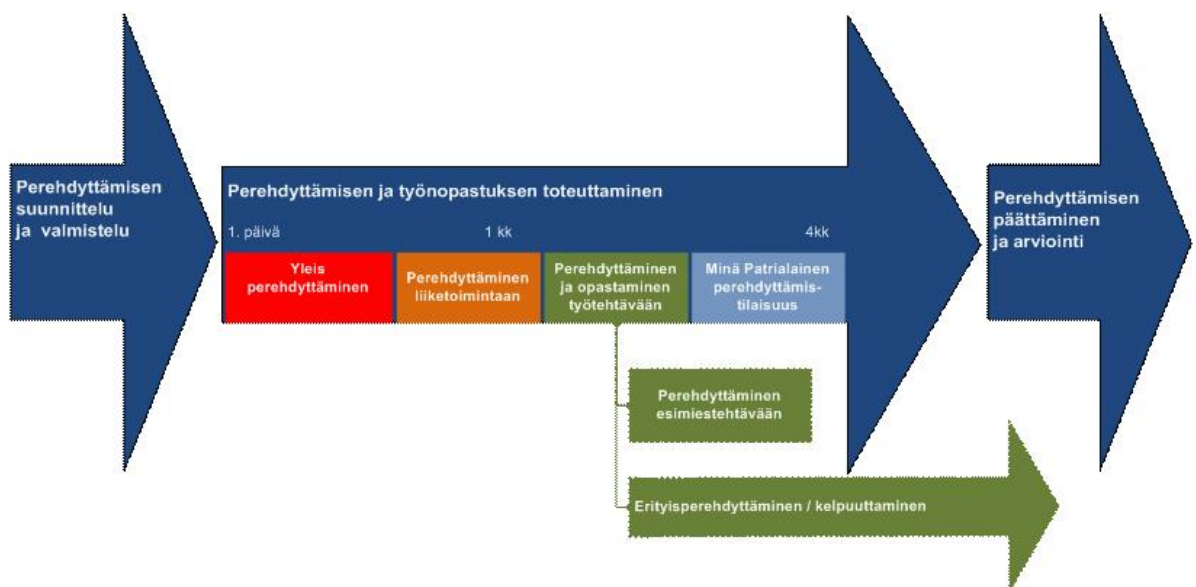 Perehdyttämisen
suunnittelu
ja valmistelu
Perehdyttämisen ja työnopastuksen toteuttaminen
1. päivä
1 kk
4kk
Yleis
perehdyttäminen
Perehdyttäminen
liiketoimintaan
Perehdyttäminen
ja opastaminen
työtehtävään
Minä Patrialainen
perehdyttämis-
tilaisuus
Perehdyttäminen
esimiestehtävään
Erityisperehdyttäminen / kelpuuttaminen
Perehdyttämisen
päättäminen
ja arviointi